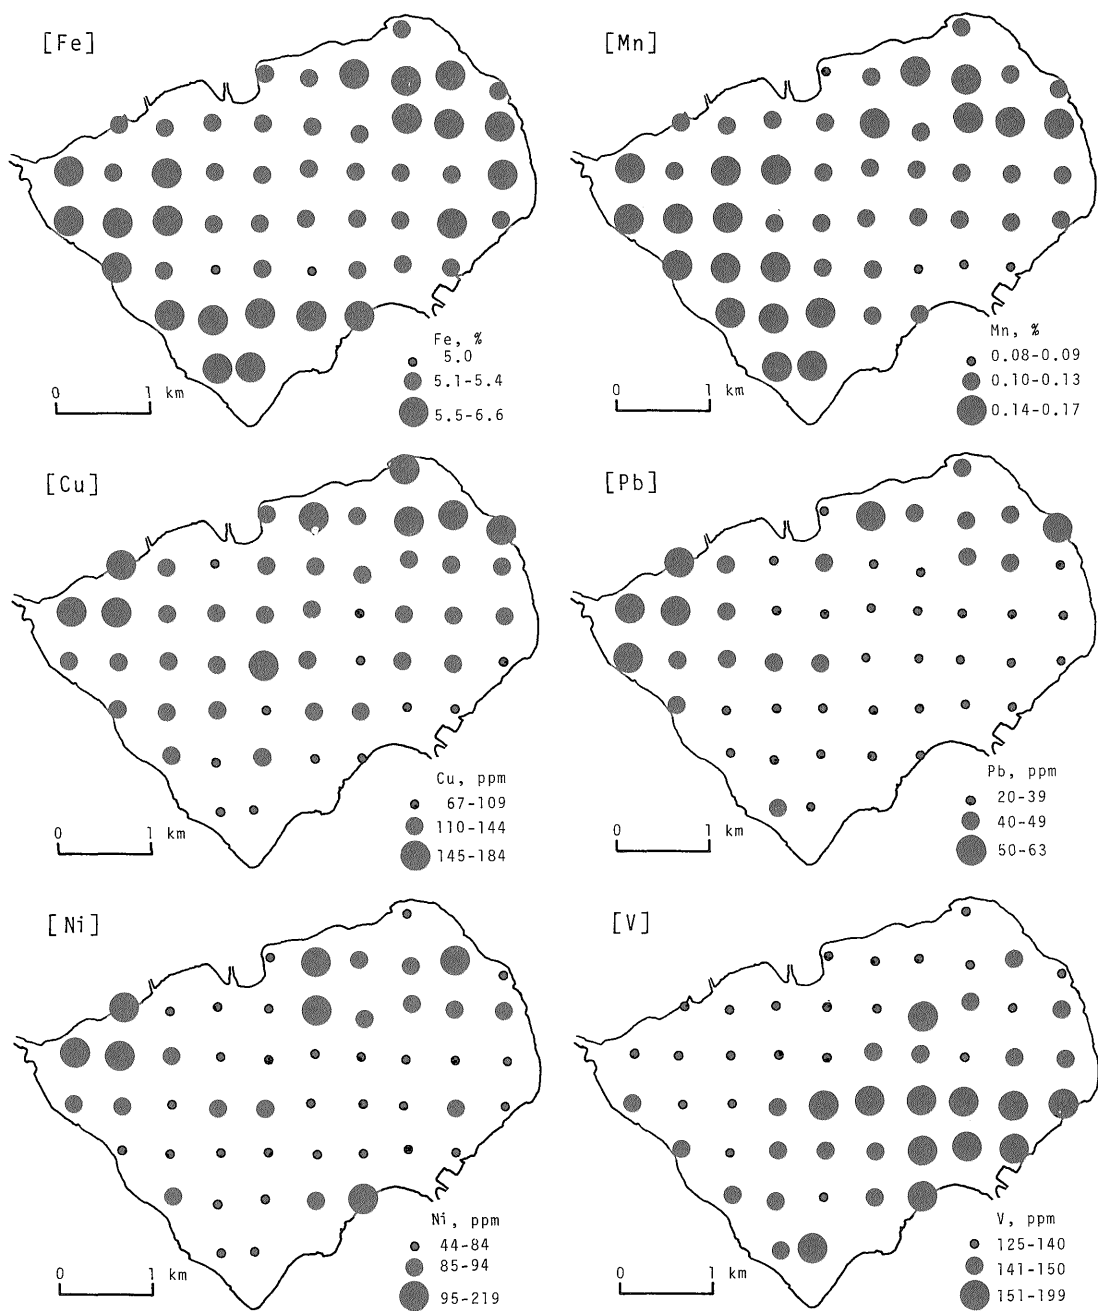 [Fe]
Fe, %
5.0
5.1-5.4
5.5-6.6
0 1 km
[Mn]
Mn, %
0.08-0.09
0.10-0.13
0.14-0.17
0 1 km
[Cu]
Cu, ppm
67-109
110-144
145-184
0 1 km
[Pb]
Pb, ppm
20-39
40-49
50-63
0 1 km
[Ni]
Ni, ppm
44-84
85-94
95-219
0 1 km
[V]
V, ppm
125-140
141-150
151-199
0 1 km